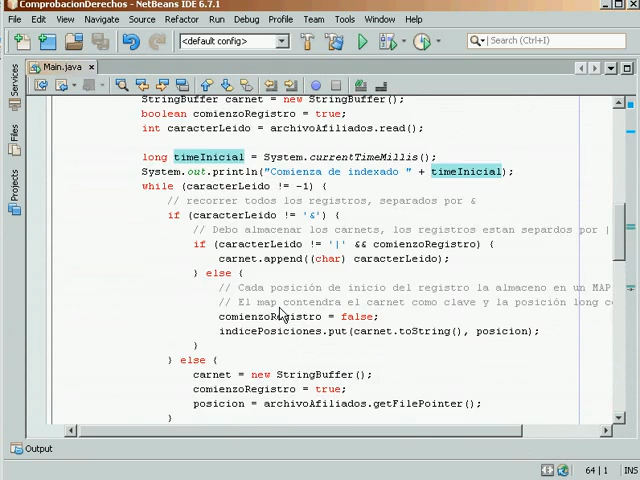 ComprobacionDerechos - NetBeans IDE 6.7.1
File Edit View Navigate Source Refactor Run Debug Profile Team Tools Window Help
<default config>
Search (Ctrl+I)
Main.java
Services
Files
Projects
StringBuffer carnet = new StringBuffer();
boolean comienzoRegistro = true;
int caracterLeido = archivoAfiliados.read();
long timeInicial = System.currentTimeMillis();
System.out.println("Comienza de indexado " + timeInicial);
while (caracterLeido != -1) {
// recorrer todos los registros, separados por &
if (caracterLeido != '&') {
// Debo almacenar los carnets, los registros estan separdos por |
if (caracterLeido != '|' && comienzoRegistro) {
carnet.append((char) caracterLeido);
} else {
// Cada posición de inicio del registro la almaceno en un MAP
// El map contendra el carnet como clave y la posición long c
comienzoRegistro = false;
indicePosiciones.put(carnet.toString(), posicion);
}
} else {
carnet = new StringBuffer();
comienzoRegistro = true;
posicion = archivoAfiliados.getFilePointer();
}
Output
64 | 1 INS